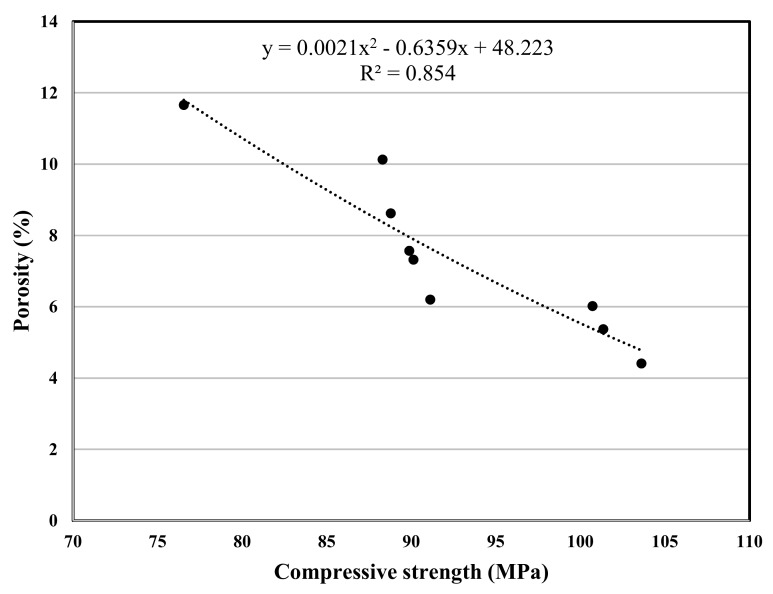 y = 0.0021x² - 0.6359x + 48.223
R² = 0.854
14
12
10
8
6
4
2
0
Porosity (%)
70 75 80 85 90 95 100 105 110
Compressive strength (MPa)